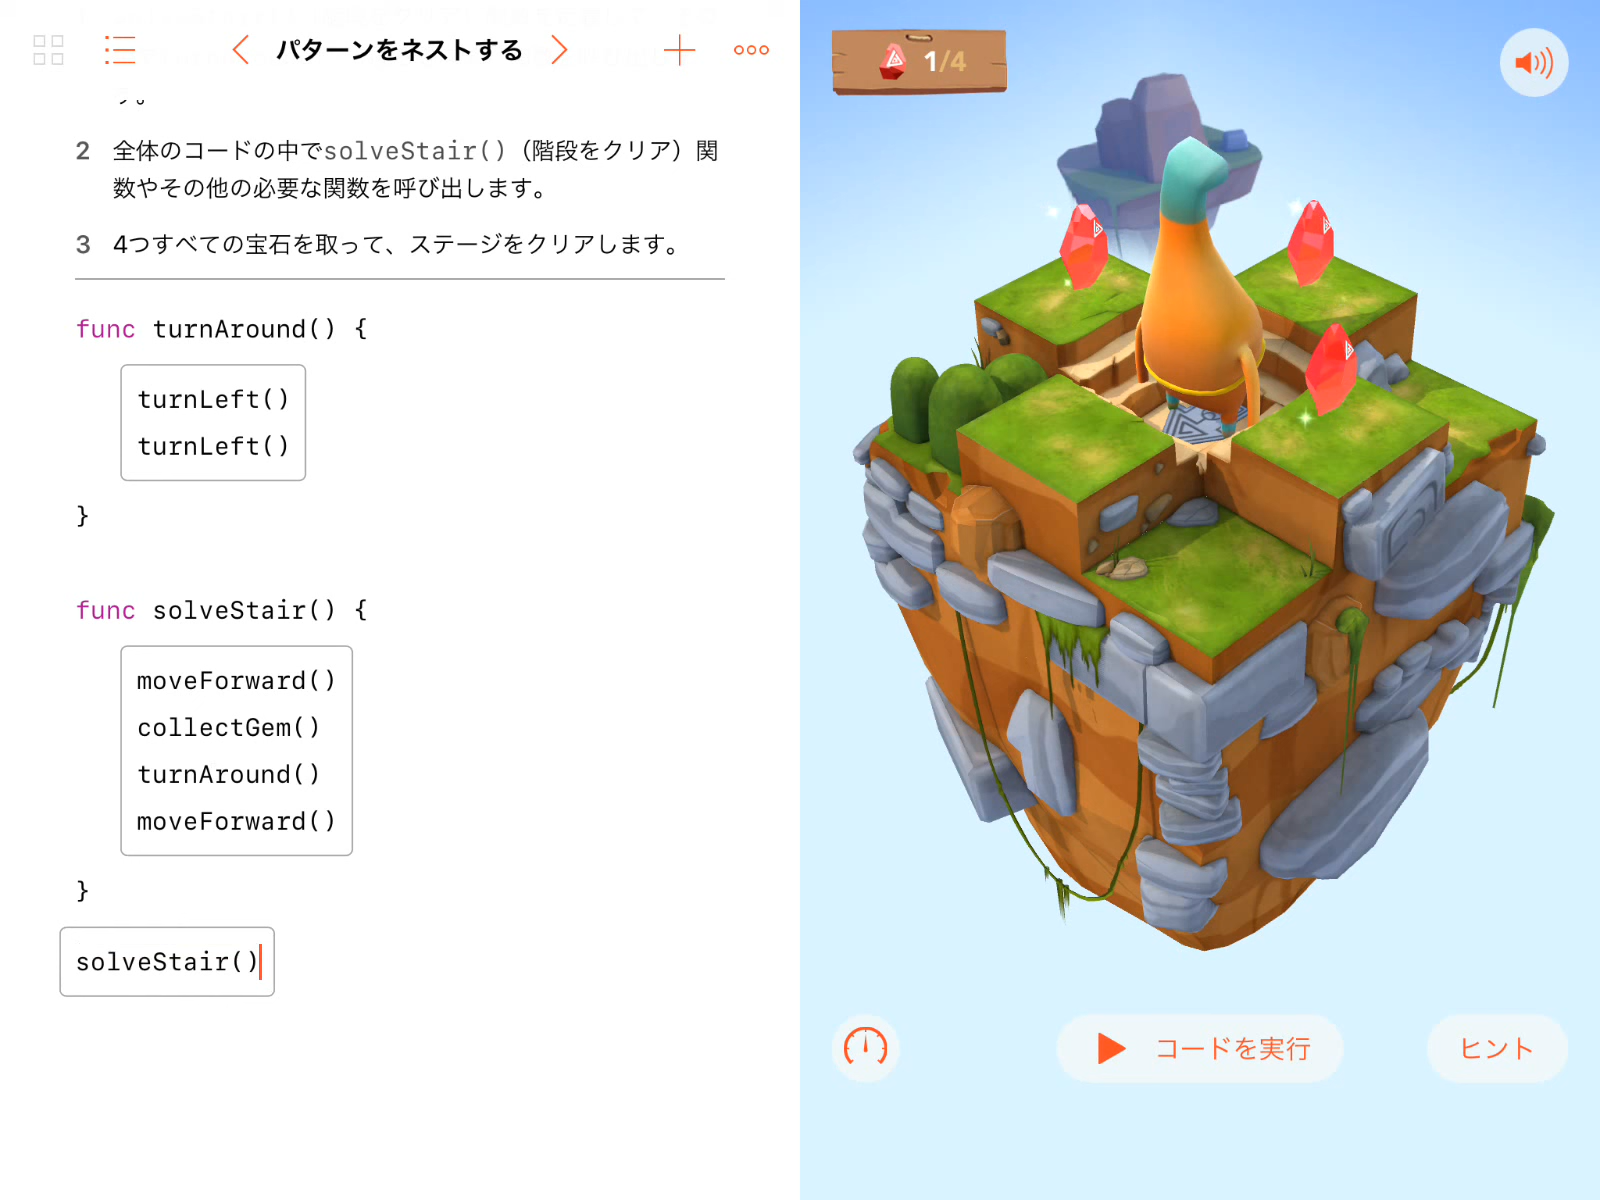 パターンをネストする
2 全体のコードの中でsolveStair()（階段をクリア）関
数やその他の必要な関数を呼び出します。
3 4つすべての宝石を取って、ステージをクリアします。
func turnAround() {
turnLeft()
turnLeft()
}
func solveStair() {
moveForward()
collectGem()
turnAround()
moveForward()
}
solveStair()
1/4
コードを実行
ヒント